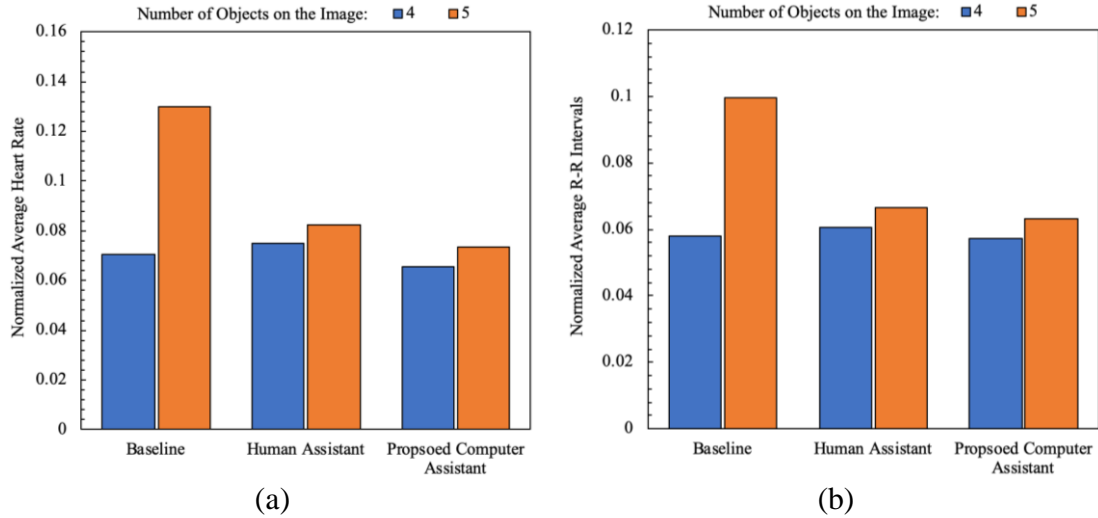 Number of Objects on the Image: 4 5
Normalized Average Heart Rate
0.16
0.14
0.12
0.1
0.08
0.06
0.04
0.02
0
Baseline
Human Assistant
Propsoed Computer
Assistant
(a)
Number of Objects on the Image: 4 5
Normalized Average R-R Intervals
0.12
0.1
0.08
0.06
0.04
0.02
0
Baseline
Human Assistant
Propsoed Computer
Assistant
(b)